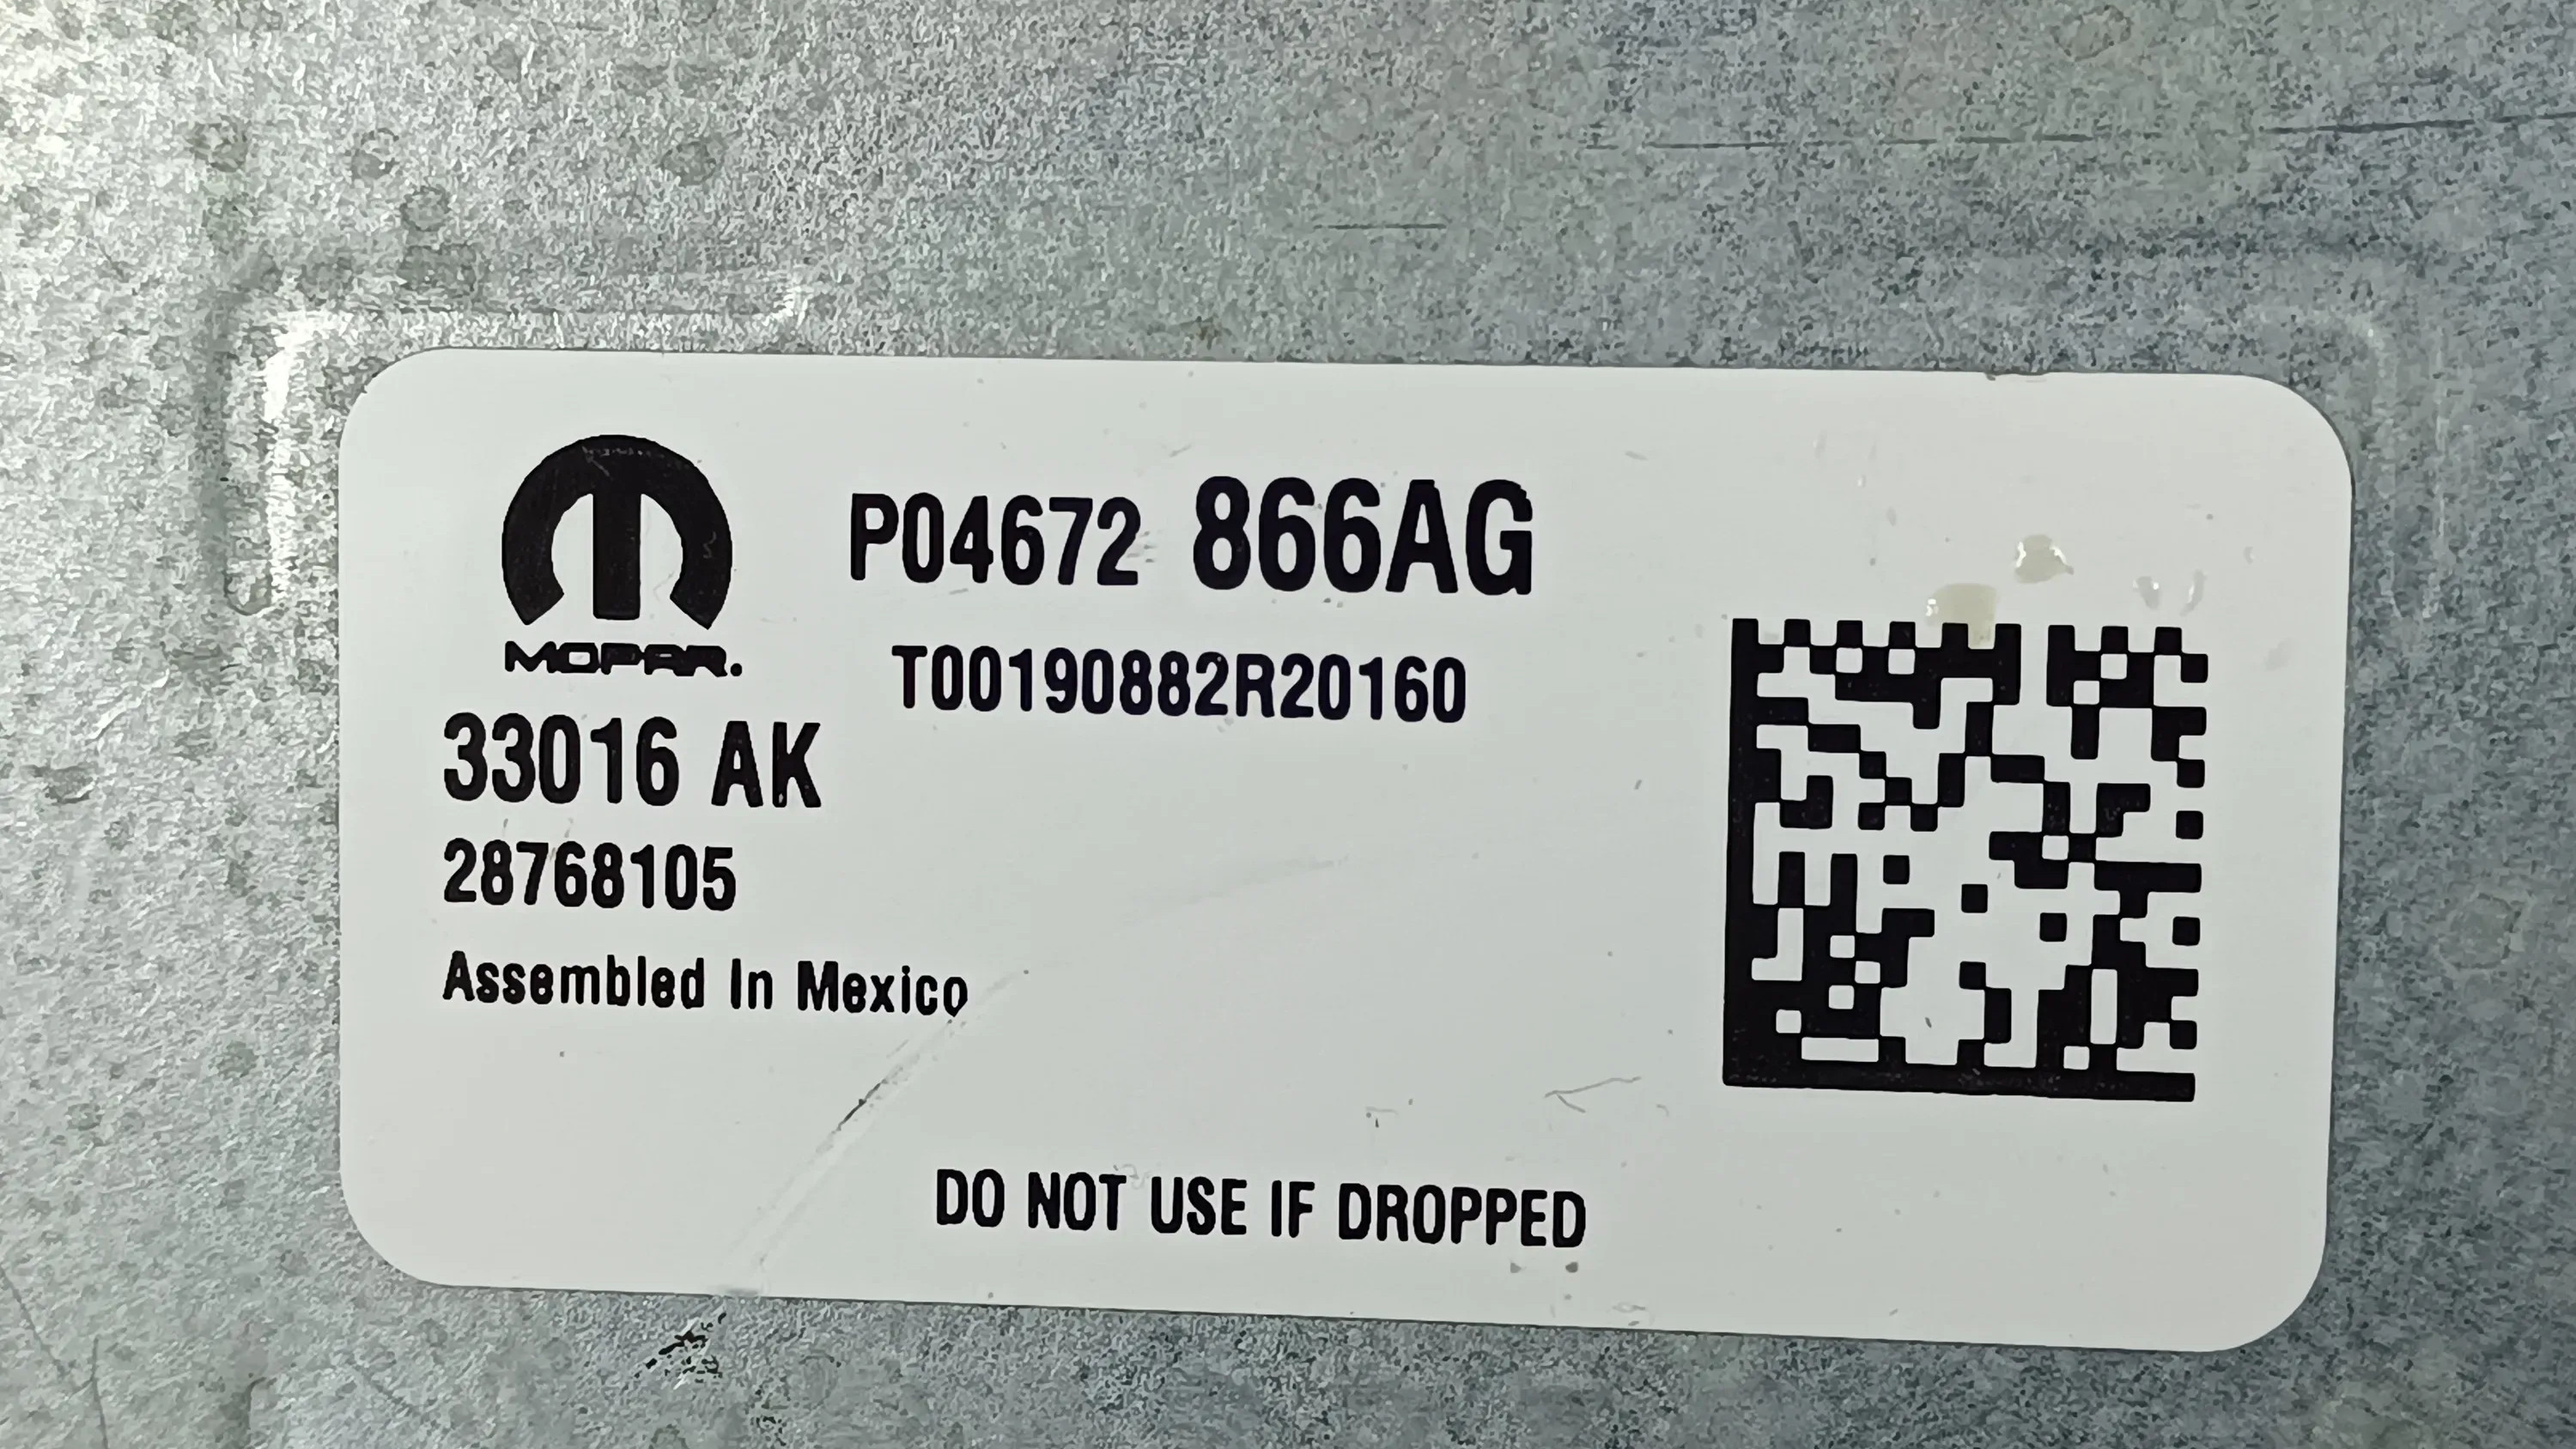 MOPAR.
P04672 866AG
T00190882R20160
33016 AK
28768105
Assembled In Mexico
DO NOT USE IF DROPPED